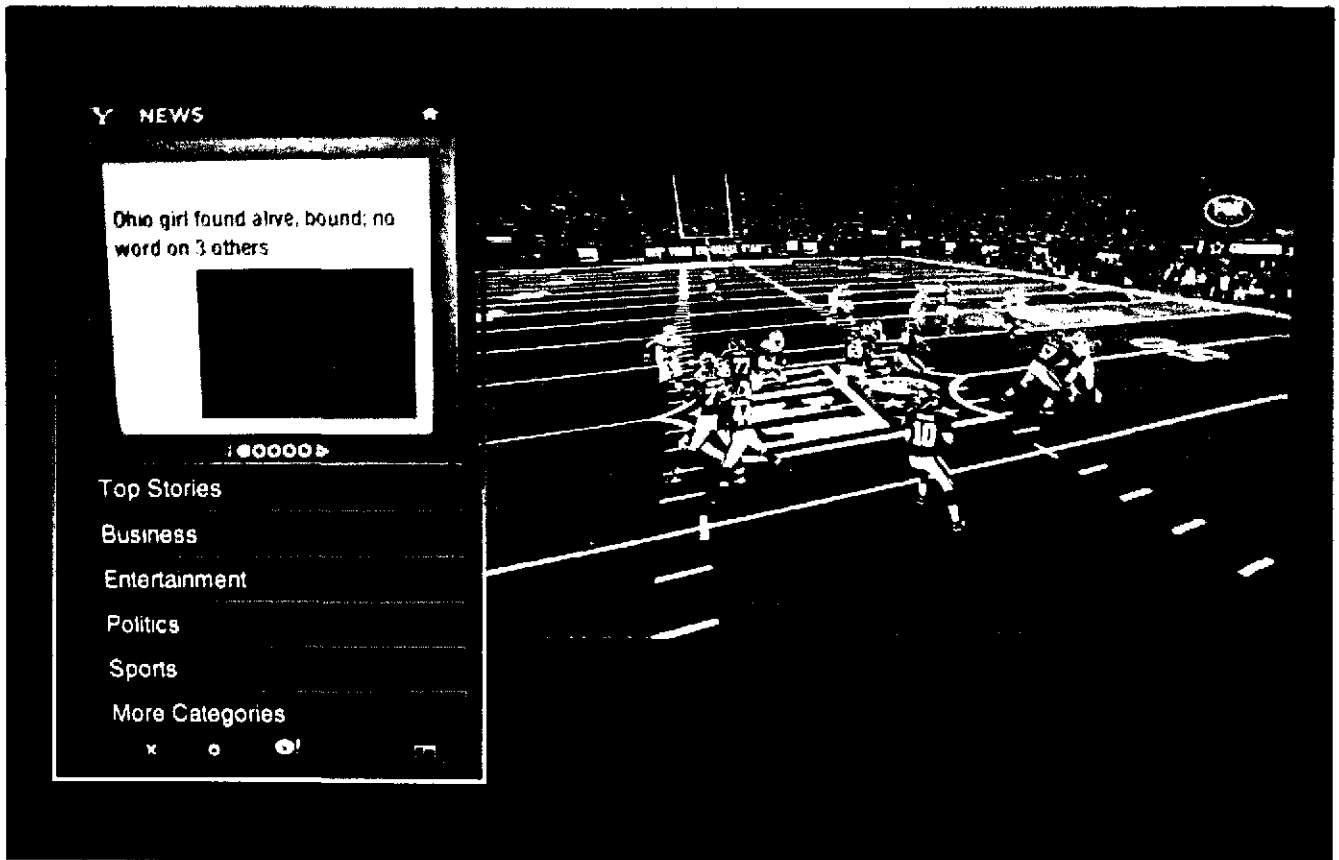 Y NEWS
Ohio girl found alive, bound; no
word on 3 others
Top Stories
Business
Entertainment
Politics
Sports
More Categories
FOX
10